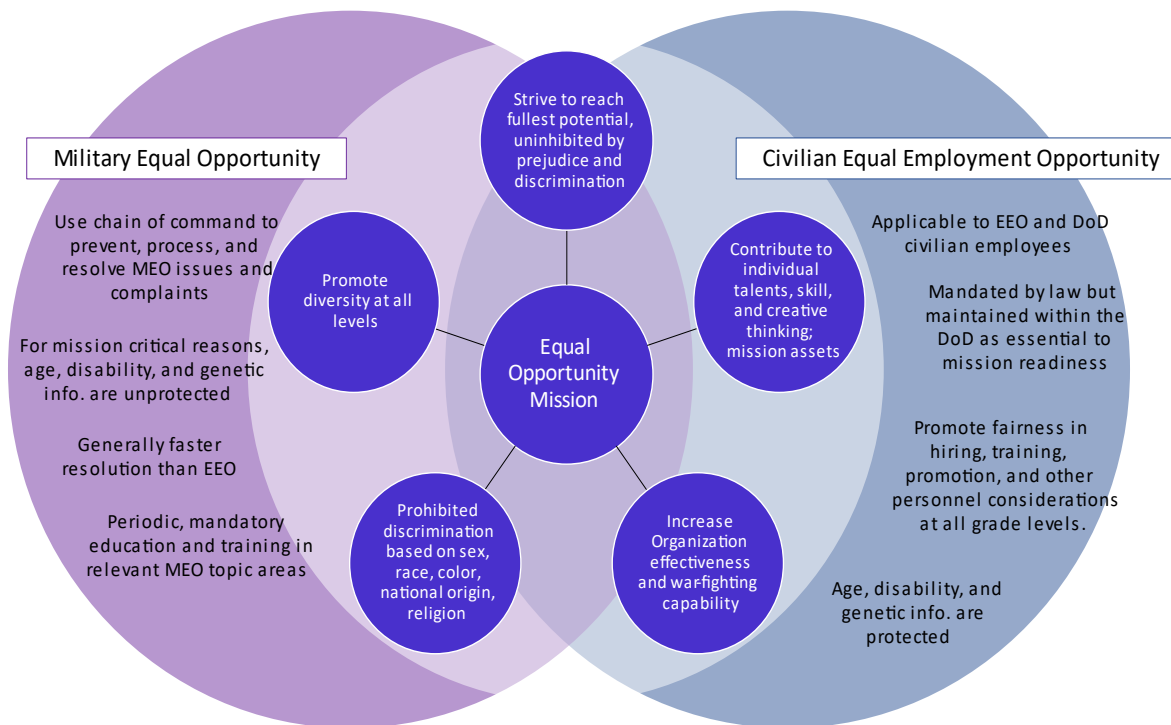 Strive to reach
fullest potential,
uninhibited by
prejudice and
discrimination
Military Equal Opportunity
Civilian Equal Employment Opportunity
Use chain of command to
prevent, process, and
resolve MEO issues and
complaints
For mission critical reasons,
age, disability, and genetic
info. are unprotected
Generally faster
resolution than EEO
Periodic, mandatory
education and training in
relevant MEO topic areas
Promote
diversity at all
levels
Equal
Opportunity
Mission
Contribute to
individual
talents, skill,
and creative
thinking;
mission assets
Prohibited
discrimination
based on sex,
race, color,
national origin,
religion
Increase
Organization
effectiveness
and war-fighting
capability
Applicable to EEO and DoD
civilian employees
Mandated by law but
maintained within the
DoD as essential to
mission readiness
Promote fairness in
hiring, training,
promotion, and other
personnel considerations
at all grade levels.
Age, disability, and
genetic info. are
protected